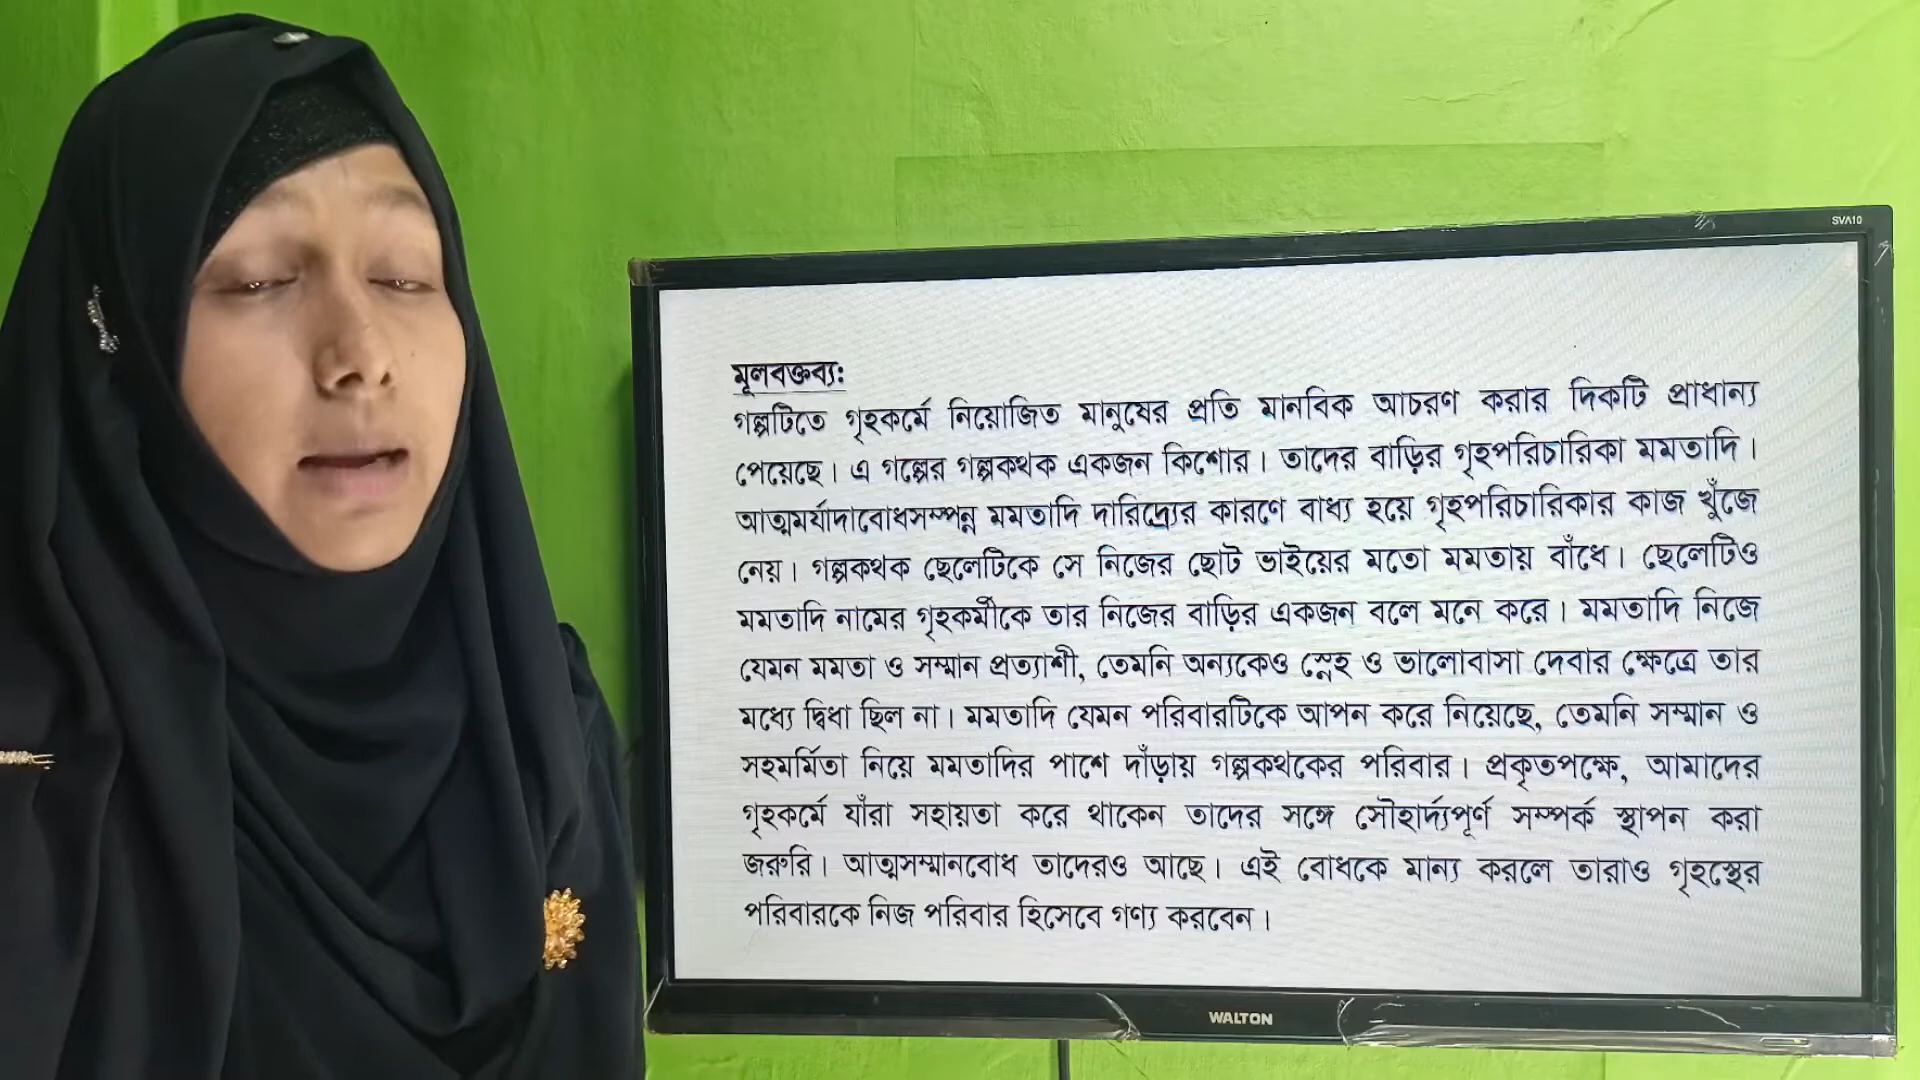 SVA10
মূলবক্তব্য:
গল্পটিতে গৃহকর্মে নিয়োজিত মানুষের প্রতি মানবিক আচরণ করার দিকটি প্রাধান্য
পেয়েছে। এ গল্পের গল্পকথক একজন কিশোর। তাদের বাড়ির গৃহপরিচারিকা মমতাদি।
আত্মমর্যাদাবোধসম্পন্ন মমতাদি দারিদ্র্যের কারণে বাধ্য হয়ে গৃহপরিচারিকার কাজ খুঁজে
নেয়। গল্পকথক ছেলেটিকে সে নিজের ছোট ভাইয়ের মতো মমতায় বাঁধে। ছেলেটিও
মমতাদি নামের গৃহকর্মীকে তার নিজের বাড়ির একজন বলে মনে করে। মমতাদি নিজে
যেমন মমতা ও সম্মান প্রত্যাশী, তেমনি অন্যকেও স্নেহ ও ভালোবাসা দেবার ক্ষেত্রে তার
মধ্যে দ্বিধা ছিল না। মমতাদি যেমন পরিবারটিকে আপন করে নিয়েছে, তেমনি সম্মান ও
সহমর্মিতা নিয়ে মমতাদির পাশে দাঁড়ায় গল্পকথকের পরিবার। প্রকৃতপক্ষে, আমাদের
গৃহকর্মে যাঁরা সহায়তা করে থাকেন তাদের সঙ্গে সৌহার্দ্যপূর্ণ সম্পর্ক স্থাপন করা
জরুরি। আত্মসম্মানবোধ তাদেরও আছে। এই বোধকে মান্য করলে তারাও গৃহস্থের
পরিবারকে নিজ পরিবার হিসেবে গণ্য করবেন।
WALTON